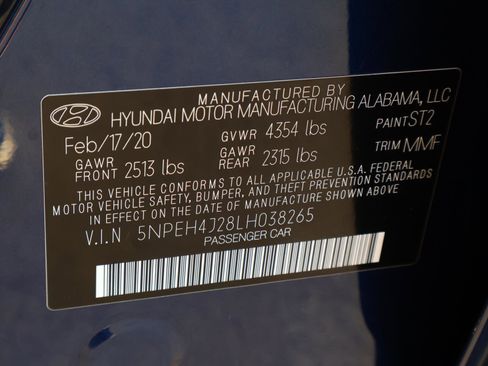 MANUFACTURED BY
HYUNDAI MOTOR MANUFACTURING ALABAMA, LLC
Feb/17/20 GVWR 4354 lbs PAINT ST2
GAWR FRONT 2513 lbs GAWR REAR 2315 lbs TRIM MMF
THIS VEHICLE CONFORMS TO ALL APPLICABLE U.S.A. FEDERAL
MOTOR VEHICLE SAFETY, BUMPER, AND THEFT PREVENTION STANDARDS
IN EFFECT ON THE DATE OF MANUFACTURE SHOWN ABOVE
V.I.N 5NPEH4J28LH038265
PASSENGER CAR